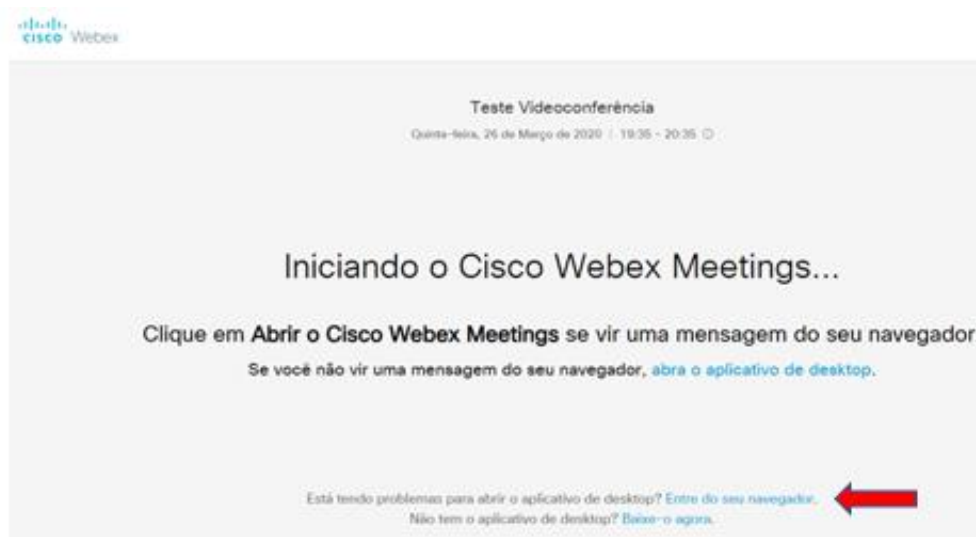 cisco Webex
Teste Videoconferência
Quinta-feira, 26 de Março de 2020 | 19:35 - 20:35
Iniciando o Cisco Webex Meetings...
Clique em Abrir o Cisco Webex Meetings se vir uma mensagem do seu navegador
Se você não vir uma mensagem do seu navegador, abra o aplicativo de desktop.
Está tendo problemas para abrir o aplicativo de desktop? Entre do seu navegador.
Não tem o aplicativo de desktop? Baixe-o agora.